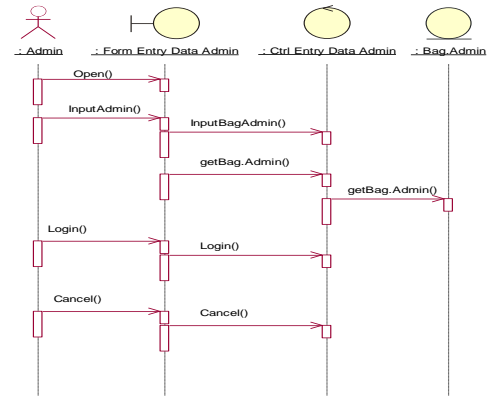 : Admin
: Form Entry Data Admin
: Ctrl Entry Data Admin
: Bag.Admin
Open()
InputAdmin()
InputBagAdmin()
getBag.Admin()
getBag.Admin()
Login()
Login()
Cancel()
Cancel()